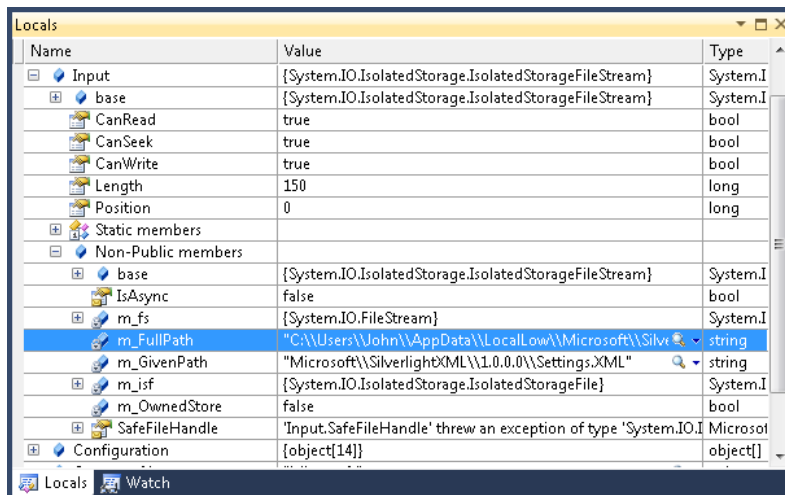 Locals
Name Value Type
Input {System.IO.IsolatedStorage.IsolatedStorageFileStream} System.I
base {System.IO.IsolatedStorage.IsolatedStorageFileStream} System.I
CanRead true bool
CanSeek true bool
CanWrite true bool
Length 150 long
Position 0 long
Static members
Non-Public members
base {System.IO.IsolatedStorage.IsolatedStorageFileStream} System.I
IsAsync false bool
m_fs {System.IO.FileStream} System.I
m_FullPath "C:\\Users\\John\\AppData\\LocalLow\\Microsoft\\Silve string
m_GivenPath "Microsoft\\SilverlightXML\\1.0.0.0\\Settings.XML" string
m_isf {System.IO.IsolatedStorage.IsolatedStorageFile} System.I
m_OwnedStore false bool
SafeFileHandle 'Input.SafeFileHandle' threw an exception of type 'System.IO.I Microsof
Configuration {object[14]} object[]
Locals Watch